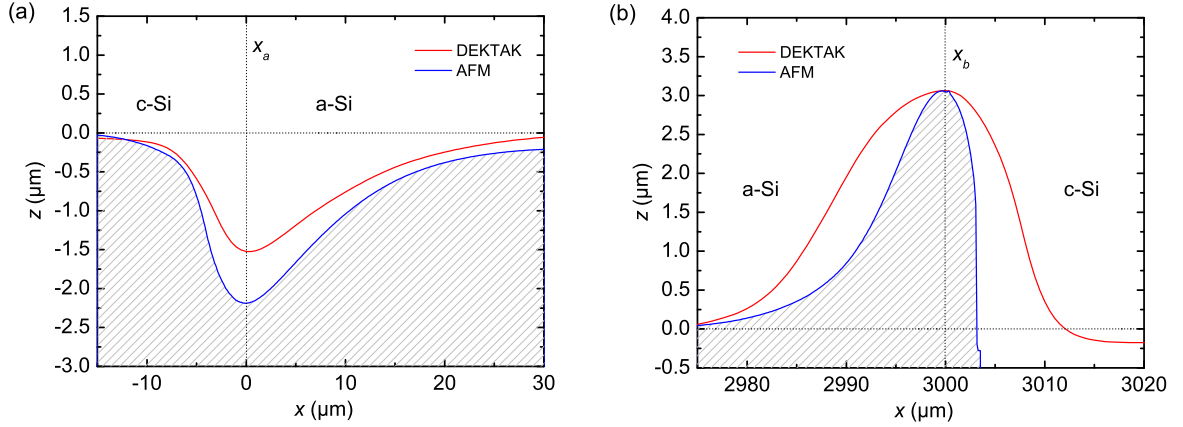 (a)
1.5
1.0
0.5
0.0
-0.5
-1.0
-1.5
-2.0
-2.5
-3.0
z (μm)
x_a
DEKTAK
AFM
c-Si
a-Si
-10
0
10
20
30
x (μm)
(b)
4.0
3.5
3.0
2.5
2.0
1.5
1.0
0.5
0.0
-0.5
z (μm)
DEKTAK
AFM
x_b
a-Si
c-Si
2980
2990
3000
3010
3020
x (μm)